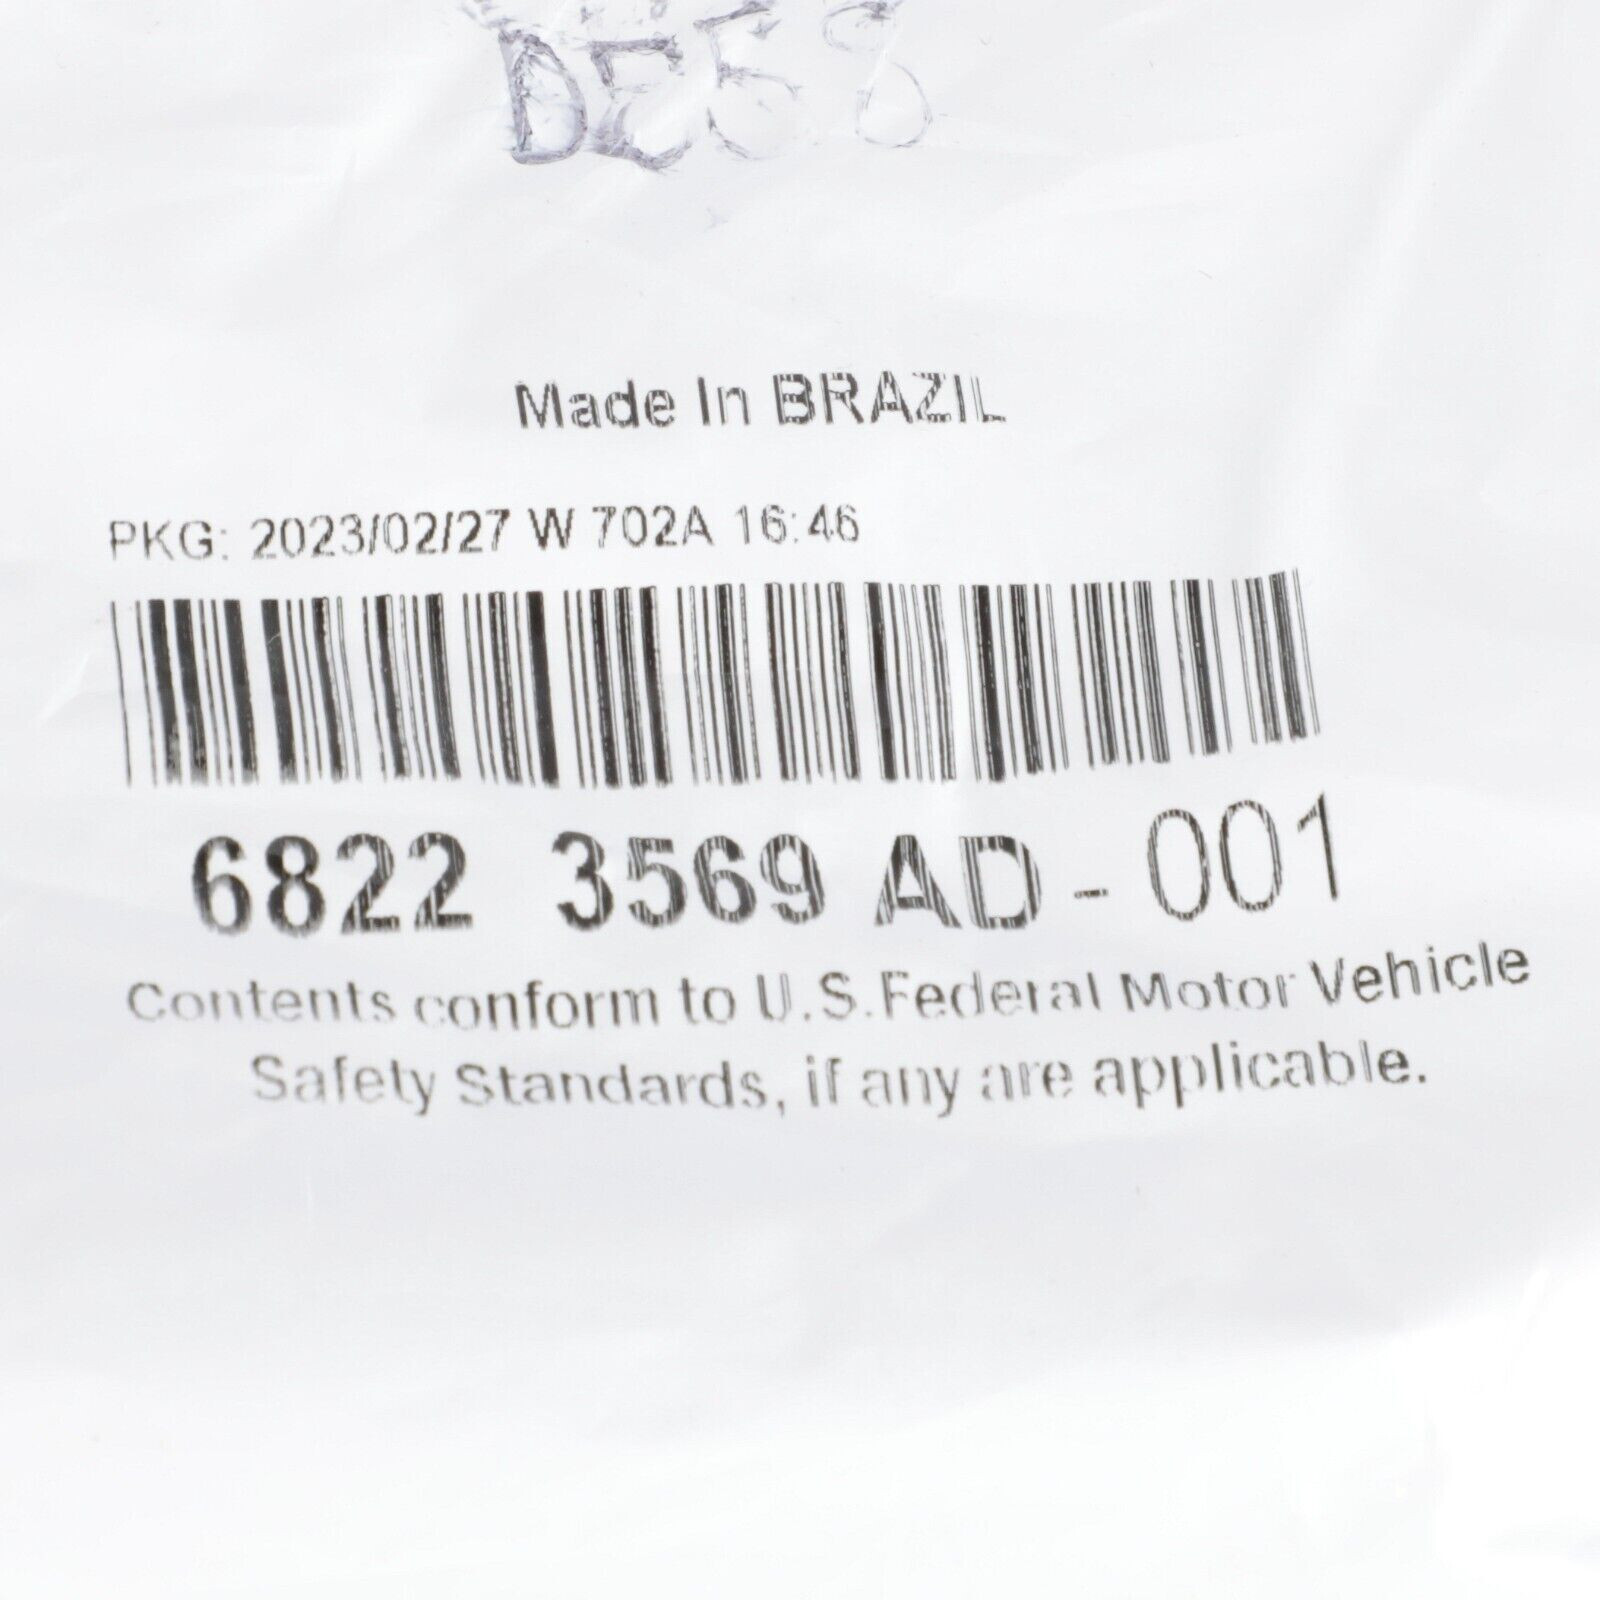 Made In BRAZIL
PKG: 2023/02/27 W 702A 16:46
6822 3569 AD - 001
Contents conform to U.S.Federal Motor Vehicle
Safety Standards, if any are applicable.